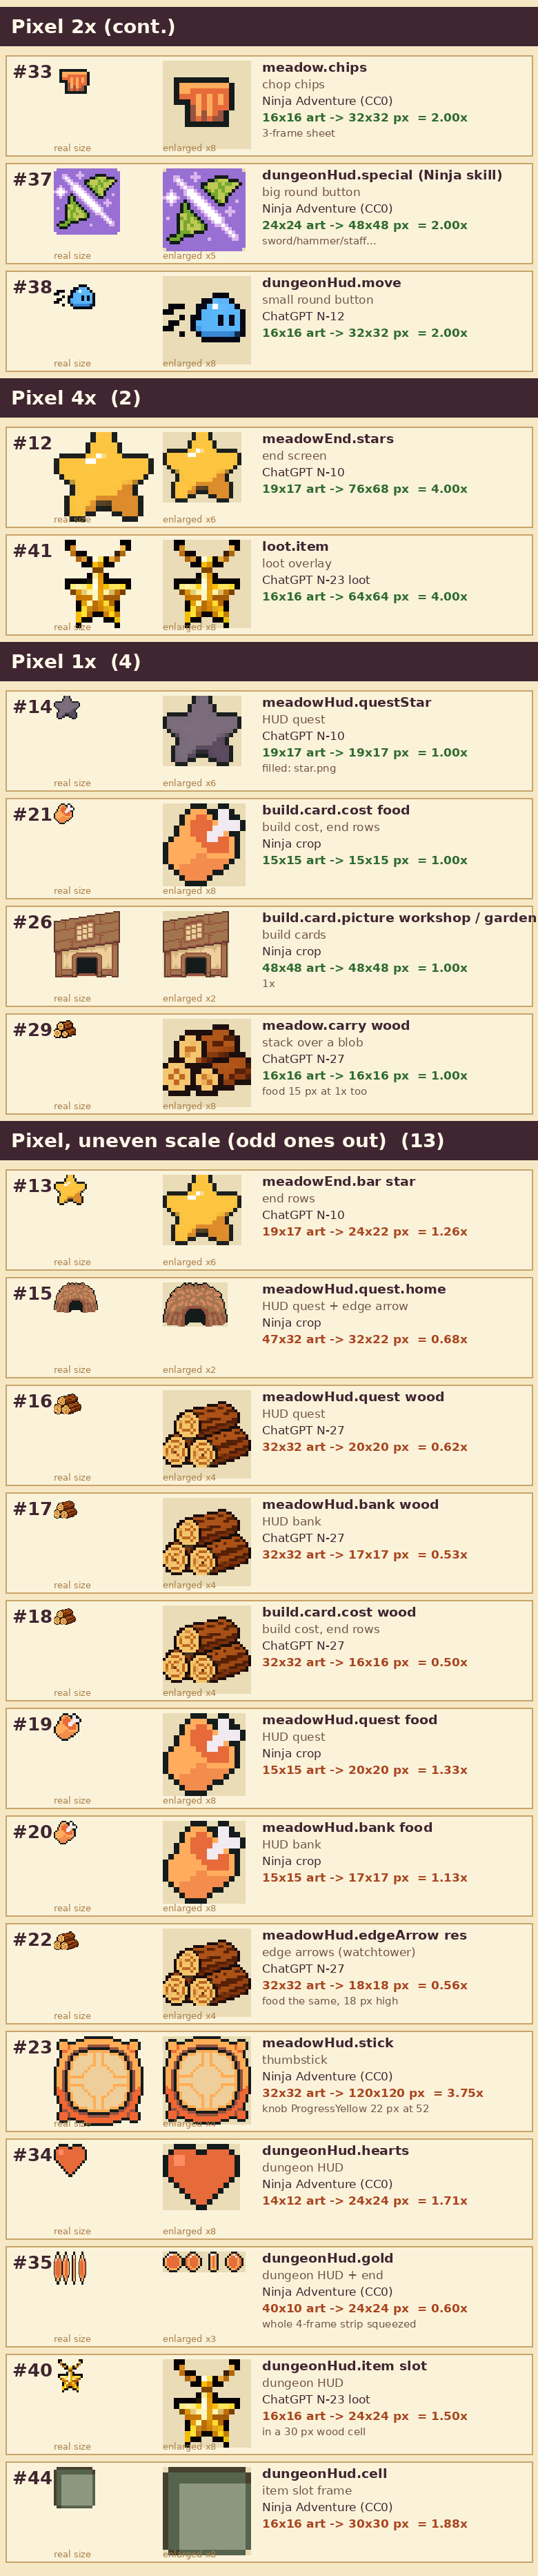 Pixel 2x (cont.)
#33
meadow.chips
chop chips
Ninja Adventure (CC0)
16x16 art -> 32x32 px  = 2.00x
3-frame sheet
real size
enlarged x8
#37
dungeonHud.special (Ninja skill)
big round button
Ninja Adventure (CC0)
24x24 art -> 48x48 px  = 2.00x
sword/hammer/staff...
real size
enlarged x5
#38
dungeonHud.move
small round button
ChatGPT N-12
16x16 art -> 32x32 px  = 2.00x
real size
enlarged x8
Pixel 4x  (2)
#12
meadowEnd.stars
end screen
ChatGPT N-10
19x17 art -> 76x68 px  = 4.00x
real size
enlarged x6
#41
loot.item
loot overlay
ChatGPT N-23 loot
16x16 art -> 64x64 px  = 4.00x
real size
enlarged x8
Pixel 1x  (4)
#14
meadowHud.questStar
HUD quest
ChatGPT N-10
19x17 art -> 19x17 px  = 1.00x
filled: star.png
real size
enlarged x6
#21
build.card.cost food
build cost, end rows
Ninja crop
15x15 art -> 15x15 px  = 1.00x
real size
enlarged x8
#26
build.card.picture workshop / garden
build cards
Ninja crop
48x48 art -> 48x48 px  = 1.00x
1x
real size
enlarged x2
#29
meadow.carry wood
stack over a blob
ChatGPT N-27
16x16 art -> 16x16 px  = 1.00x
food 15 px at 1x too
real size
enlarged x8
Pixel, uneven scale (odd ones out)  (13)
#13
meadowEnd.bar star
end rows
ChatGPT N-10
19x17 art -> 24x22 px  = 1.26x
real size
enlarged x6
#15
meadowHud.quest.home
HUD quest + edge arrow
Ninja crop
47x32 art -> 32x22 px  = 0.68x
real size
enlarged x2
#16
meadowHud.quest wood
HUD quest
ChatGPT N-27
32x32 art -> 20x20 px  = 0.62x
real size
enlarged x4
#17
meadowHud.bank wood
HUD bank
ChatGPT N-27
32x32 art -> 17x17 px  = 0.53x
real size
enlarged x4
#18
build.card.cost wood
build cost, end rows
ChatGPT N-27
32x32 art -> 16x16 px  = 0.50x
real size
enlarged x4
#19
meadowHud.quest food
HUD quest
Ninja crop
15x15 art -> 20x20 px  = 1.33x
real size
enlarged x8
#20
meadowHud.bank food
HUD bank
Ninja crop
15x15 art -> 17x17 px  = 1.13x
real size
enlarged x8
#22
meadowHud.edgeArrow res
edge arrows (watchtower)
ChatGPT N-27
32x32 art -> 18x18 px  = 0.56x
food the same, 18 px high
real size
enlarged x4
#23
meadowHud.stick
thumbstick
Ninja Adventure (CC0)
32x32 art -> 120x120 px  = 3.75x
knob ProgressYellow 22 px at 52
real size
#34
dungeonHud.hearts
dungeon HUD
Ninja Adventure (CC0)
14x12 art -> 24x24 px  = 1.71x
real size
enlarged x8
#35
dungeonHud.gold
dungeon HUD + end
Ninja Adventure (CC0)
40x10 art -> 24x24 px  = 0.60x
whole 4-frame strip squeezed
real size
enlarged x3
#40
dungeonHud.item slot
dungeon HUD
ChatGPT N-23 loot
16x16 art -> 24x24 px  = 1.50x
in a 30 px wood cell
real size
enlarged x8
#44
dungeonHud.cell
item slot frame
Ninja Adventure (CC0)
16x16 art -> 30x30 px  = 1.88x
real size
enlarged x8